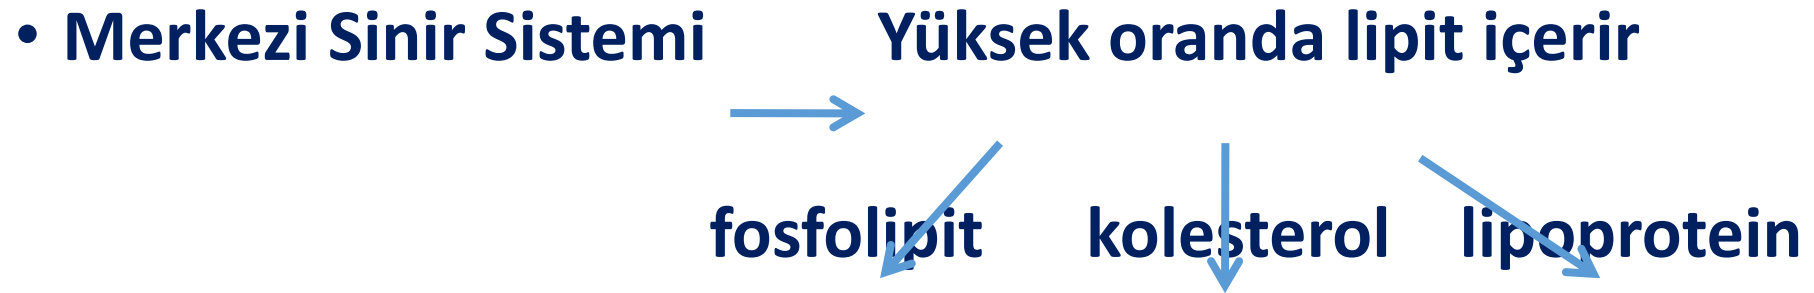 • Merkezi Sinir Sistemi Yüksek oranda lipit içerir
fosfolipit kolesterol lipoprotein